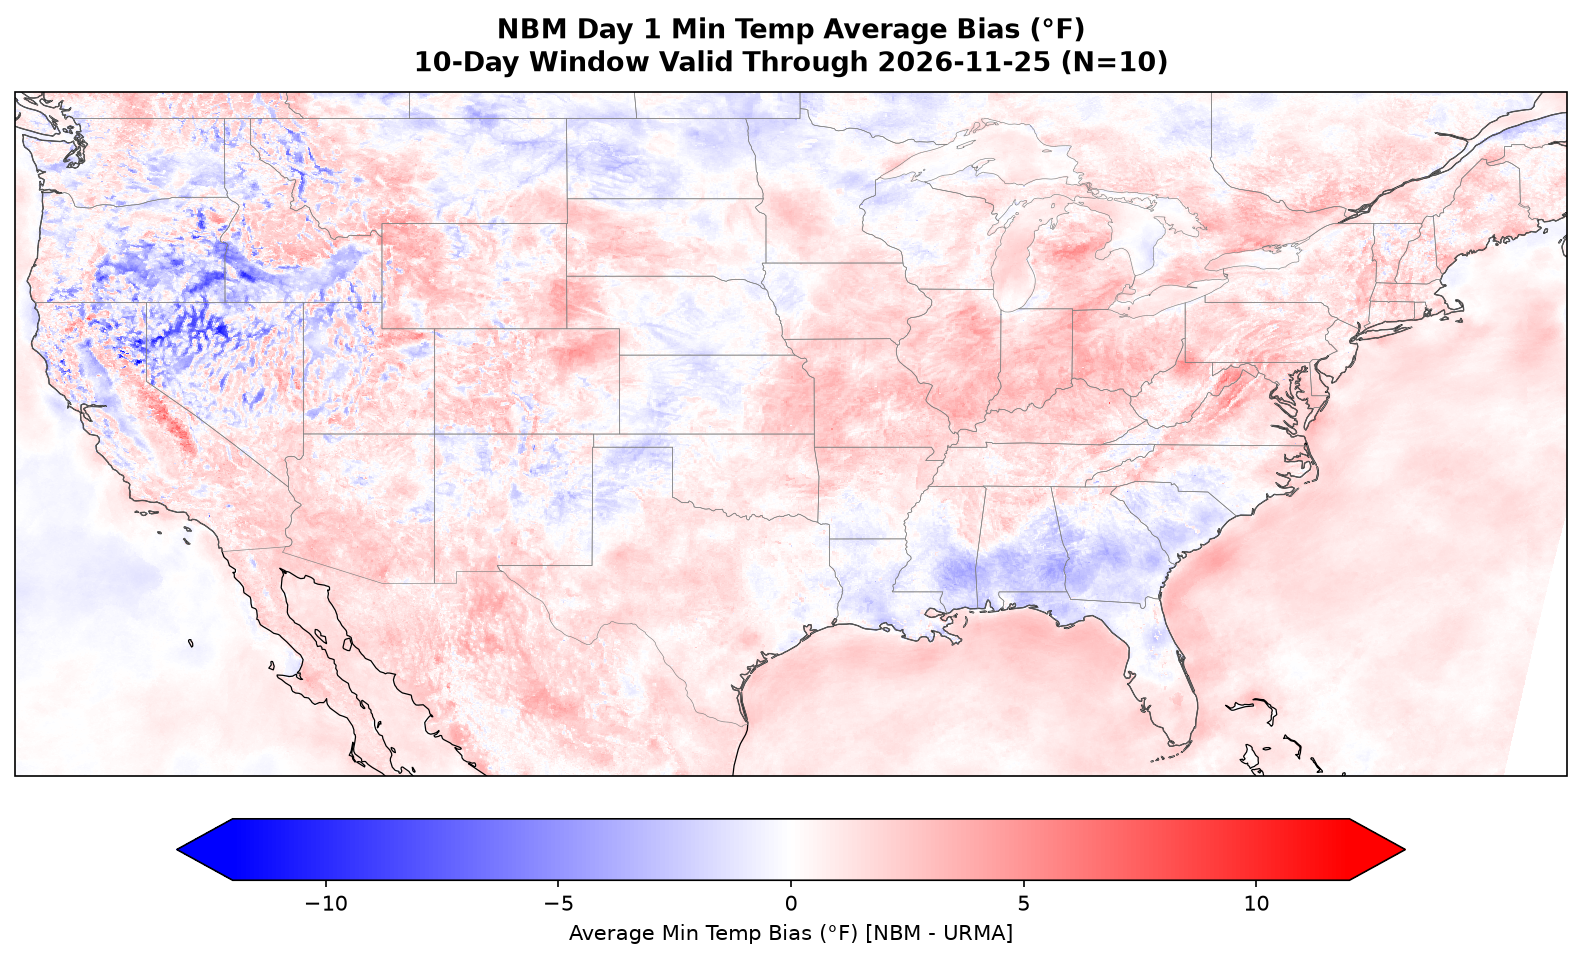 NBM Day 1 Min Temp Average Bias (°F)
10-Day Window Valid Through 2026-11-25 (N=10)
−10 −5 0 5 10
Average Min Temp Bias (°F) [NBM - URMA]